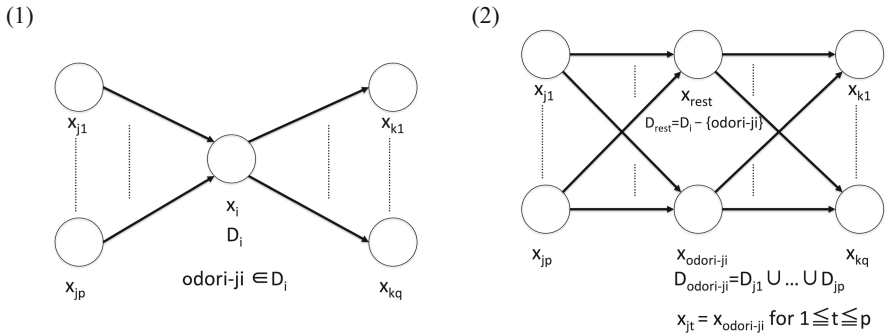 (1)
x_j1
x_k1
x_i
D_i
x_jp
x_kq
odori-ji ∈D_i
(2)
x_j1
x_rest
x_k1
D_rest=D_i – {odori-ji}
x_jp
x_odori-ji
x_kq
D_odori-ji=D_j1 ∪ ... ∪ D_jp
x_jt = x_odori-ji for 1≦t≦p